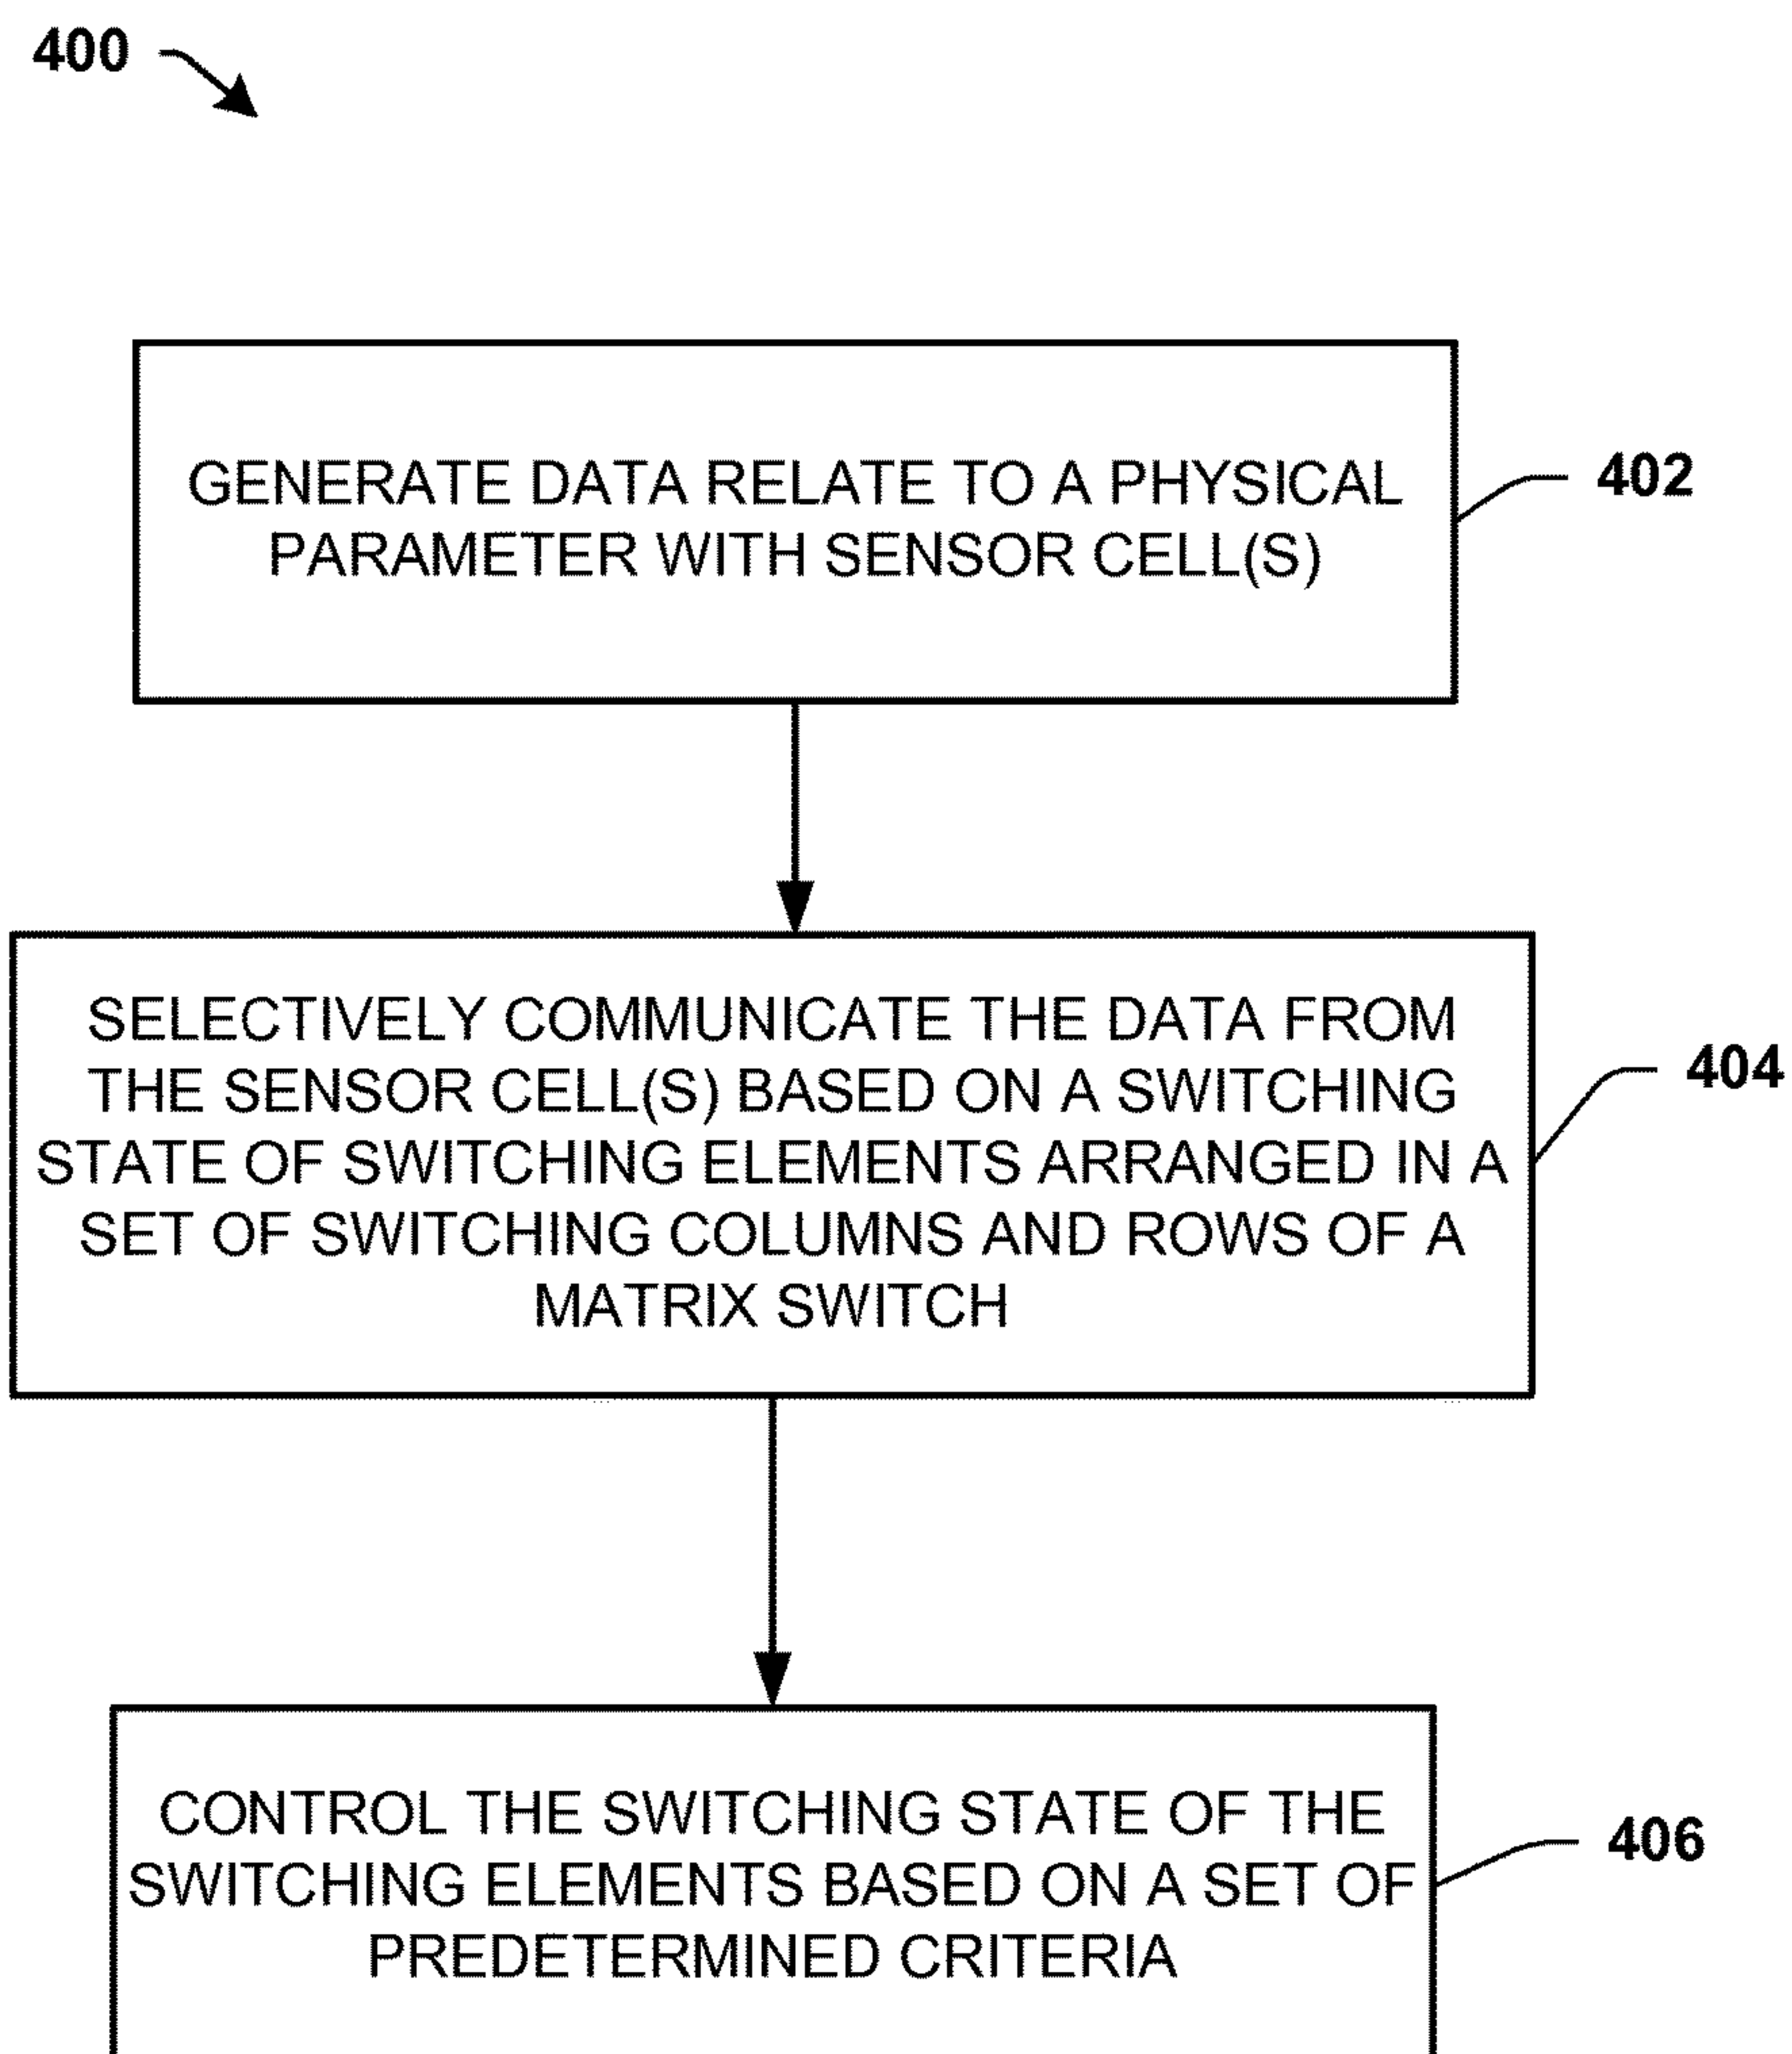 400
GENERATE DATA RELATE TO A PHYSICAL
PARAMETER WITH SENSOR CELL(S)
402
SELECTIVELY COMMUNICATE THE DATA FROM
THE SENSOR CELL(S) BASED ON A SWITCHING
STATE OF SWITCHING ELEMENTS ARRANGED IN A
SET OF SWITCHING COLUMNS AND ROWS OF A
MATRIX SWITCH
404
CONTROL THE SWITCHING STATE OF THE
SWITCHING ELEMENTS BASED ON A SET OF
PREDETERMINED CRITERIA
406